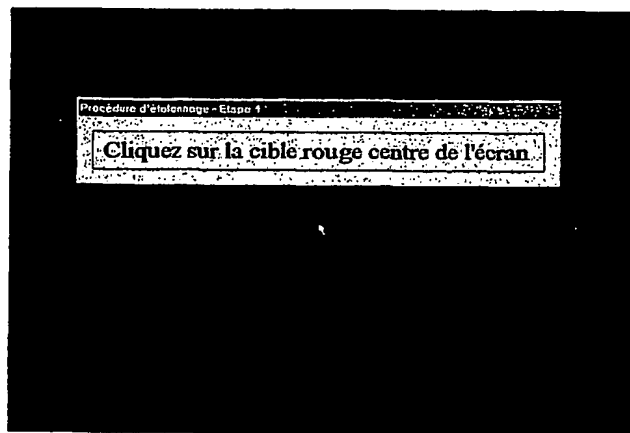 Procédure d'étalonnage - Etape 1
Cliquez sur la cible rouge centre de l'écran